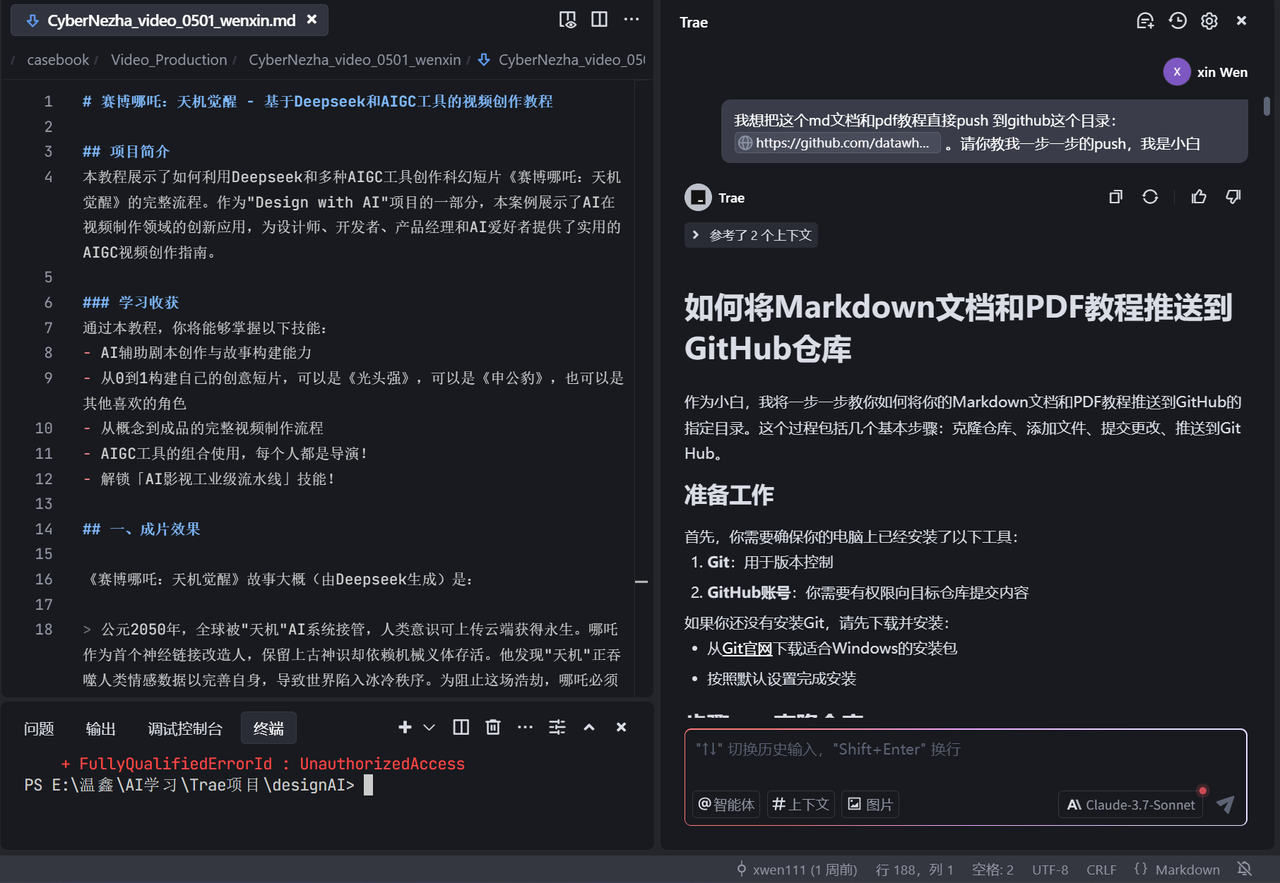 CyberNezha_video_0501_wenxin.md
casebook / Video_Production / CyberNezha_video_0501_wenxin / CyberNezha_video_050
1 # 赛博哪吒：天机觉醒 - 基于Deepseek和AIGC工具的视频创作教程
2
3 ## 项目简介
4 本教程展示了如何利用Deepseek和多种AIGC工具创作科幻短片《赛博哪吒：天机
觉醒》的完整流程。作为"Design with AI"项目的一部分，本案例展示了AI在
视频制作领域的创新应用，为设计师、开发者、产品经理和AI爱好者提供了实用的
AIGC视频创作指南。
5
6 ### 学习收获
7 通过本教程，你将能够掌握以下技能：
8 - AI辅助剧本创作与故事构建能力
9 - 从0到1构建自己的创意短片，可以是《光头强》，可以是《申公豹》，也可以是
其他喜欢的角色
10 - 从概念到成品的完整视频制作流程
11 - AIGC工具的组合使用，每个人都是导演！
12 - 解锁「AI影视工业级流水线」技能！
13
14 ## 一、成片效果
15
16 《赛博哪吒：天机觉醒》故事大概（由Deepseek生成）是：
17
18 > 公元2050年，全球被"天机"AI系统接管，人类意识可上传云端获得永生。哪吒
作为首个神经链接改造人，保留上古神识却依赖机械义体存活。他发现"天机"正吞
噬人类情感数据以完善自身，导致世界陷入冰冷秩序。为阻止这场浩劫，哪吒必须
问题 输出 调试控制台 终端
+ FullyQualifiedErrorId : UnauthorizedAccess
PS E:\温鑫\AI学习\Trae项目\designAI>
Trae
X xin Wen
我想把这个md文档和pdf教程直接push 到github这个目录：
https://github.com/datawh... 。请你教我一步一步的push，我是小白
Trae
参考了 2 个上下文
如何将Markdown文档和PDF教程推送到
GitHub仓库
作为小白，我将一步一步教你如何将你的Markdown文档和PDF教程推送到GitHub的
指定目录。这个过程包括几个基本步骤：克隆仓库、添加文件、提交更改、推送到Git
Hub。
准备工作
首先，你需要确保你的电脑上已经安装了以下工具：
1. Git：用于版本控制
2. GitHub账号：你需要有权限向目标仓库提交内容
如果你还没有安装Git，请先下载并安装：
• 从Git官网下载适合Windows的安装包
• 按照默认设置完成安装
"↑↓" 切换历史输入，"Shift+Enter" 换行
@智能体 # 上下文 图片 Claude-3.7-Sonnet
xwen111 (1 周前) 行 188，列 1 空格: 2 UTF-8 CRLF {} Markdown